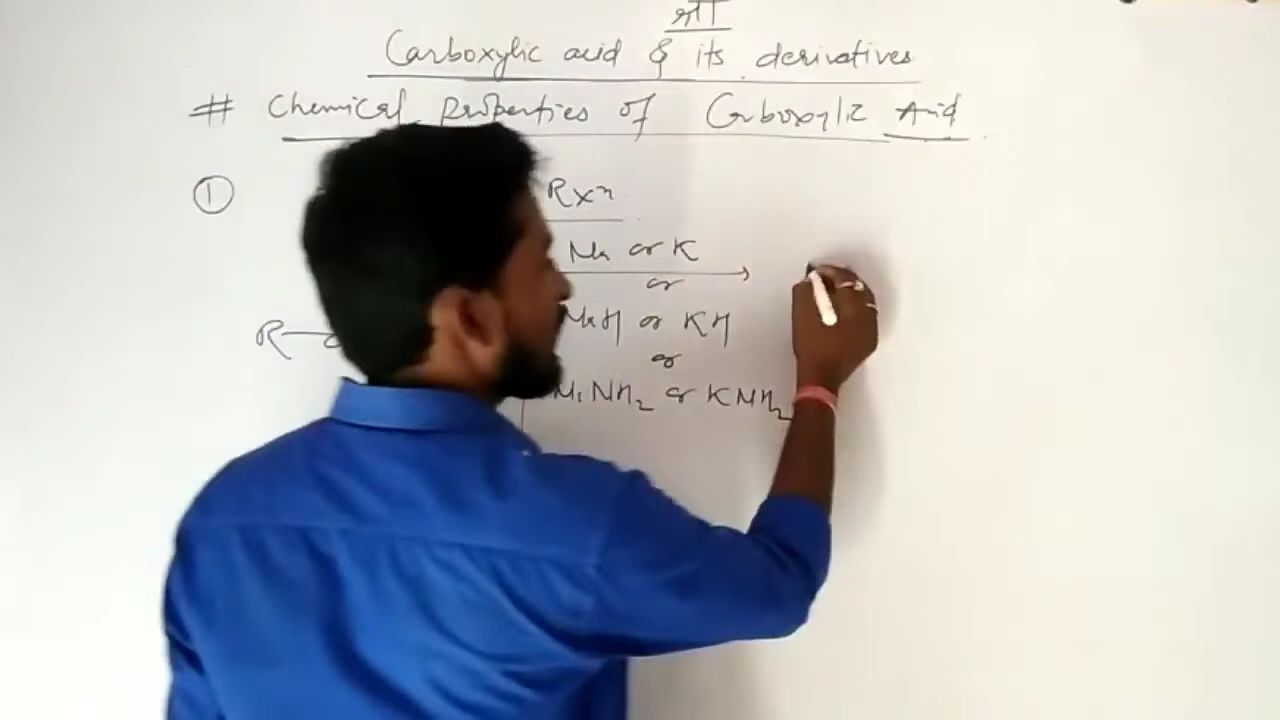 श्री
Carboxylic acid & its derivatives
# Chemical properties of Carboxylic Acid
① Rxn
Na or K
or
R— NaH or KH
or
NaNH₂ or KNH₂